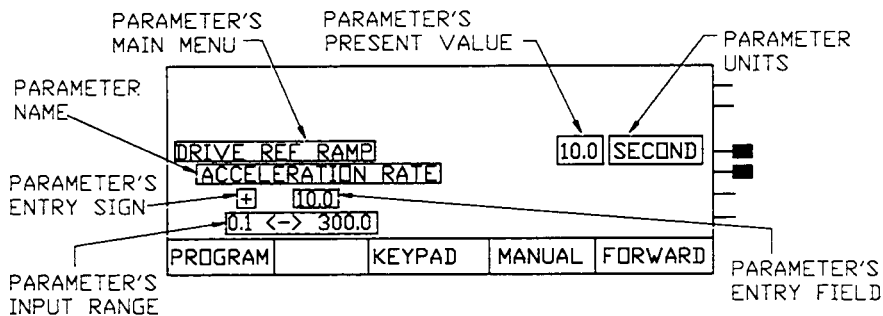 PARAMETER'S
MAIN MENU
PARAMETER'S
PRESENT VALUE
PARAMETER
UNITS
PARAMETER
NAME
DRIVE REF RAMP
10.0 SECOND
ACCELERATION RATE
PARAMETER'S
ENTRY SIGN
+ 10.0
0.1 <-> 300.0
PROGRAM KEYPAD MANUAL FORWARD
PARAMETER'S
INPUT RANGE
PARAMETER'S
ENTRY FIELD